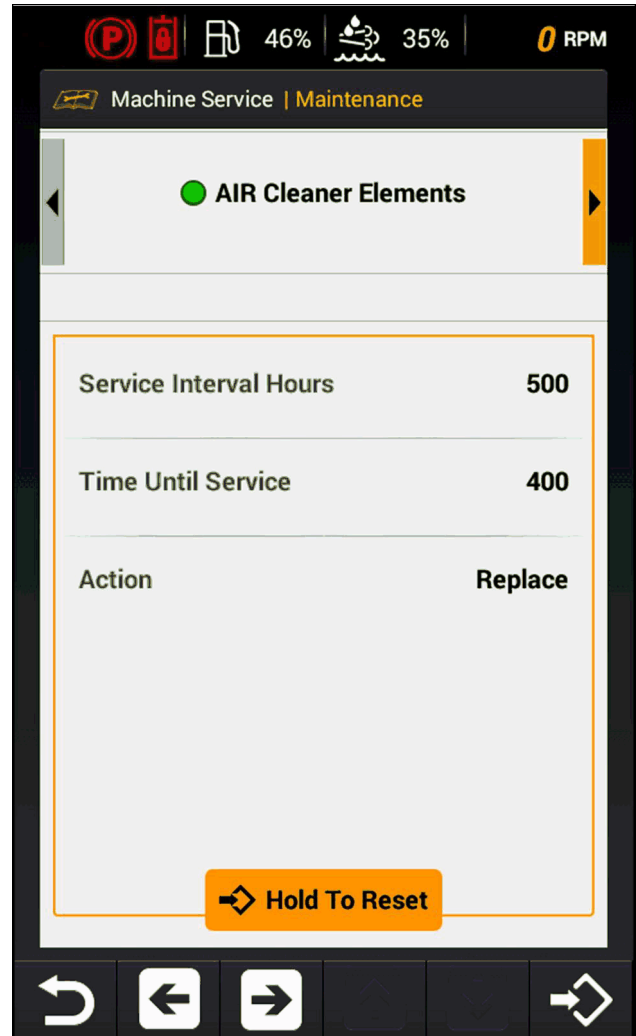 P 46% 35% 0 RPM
Machine Service | Maintenance
AIR Cleaner Elements
Service Interval Hours 500
Time Until Service 400
Action Replace
Hold To Reset